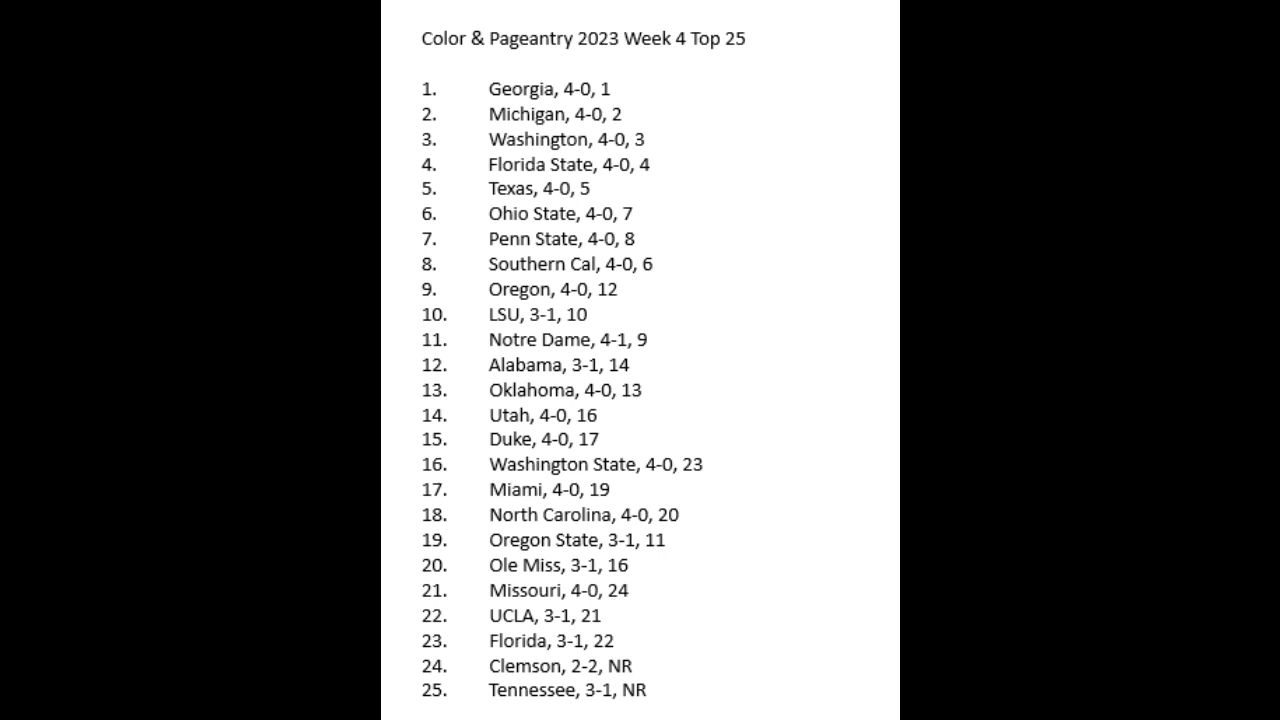 Color & Pageantry 2023 Week 4 Top 25
1. Georgia, 4-0, 1
2. Michigan, 4-0, 2
3. Washington, 4-0, 3
4. Florida State, 4-0, 4
5. Texas, 4-0, 5
6. Ohio State, 4-0, 7
7. Penn State, 4-0, 8
8. Southern Cal, 4-0, 6
9. Oregon, 4-0, 12
10. LSU, 3-1, 10
11. Notre Dame, 4-1, 9
12. Alabama, 3-1, 14
13. Oklahoma, 4-0, 13
14. Utah, 4-0, 16
15. Duke, 4-0, 17
16. Washington State, 4-0, 23
17. Miami, 4-0, 19
18. North Carolina, 4-0, 20
19. Oregon State, 3-1, 11
20. Ole Miss, 3-1, 16
21. Missouri, 4-0, 24
22. UCLA, 3-1, 21
23. Florida, 3-1, 22
24. Clemson, 2-2, NR
25. Tennessee, 3-1, NR